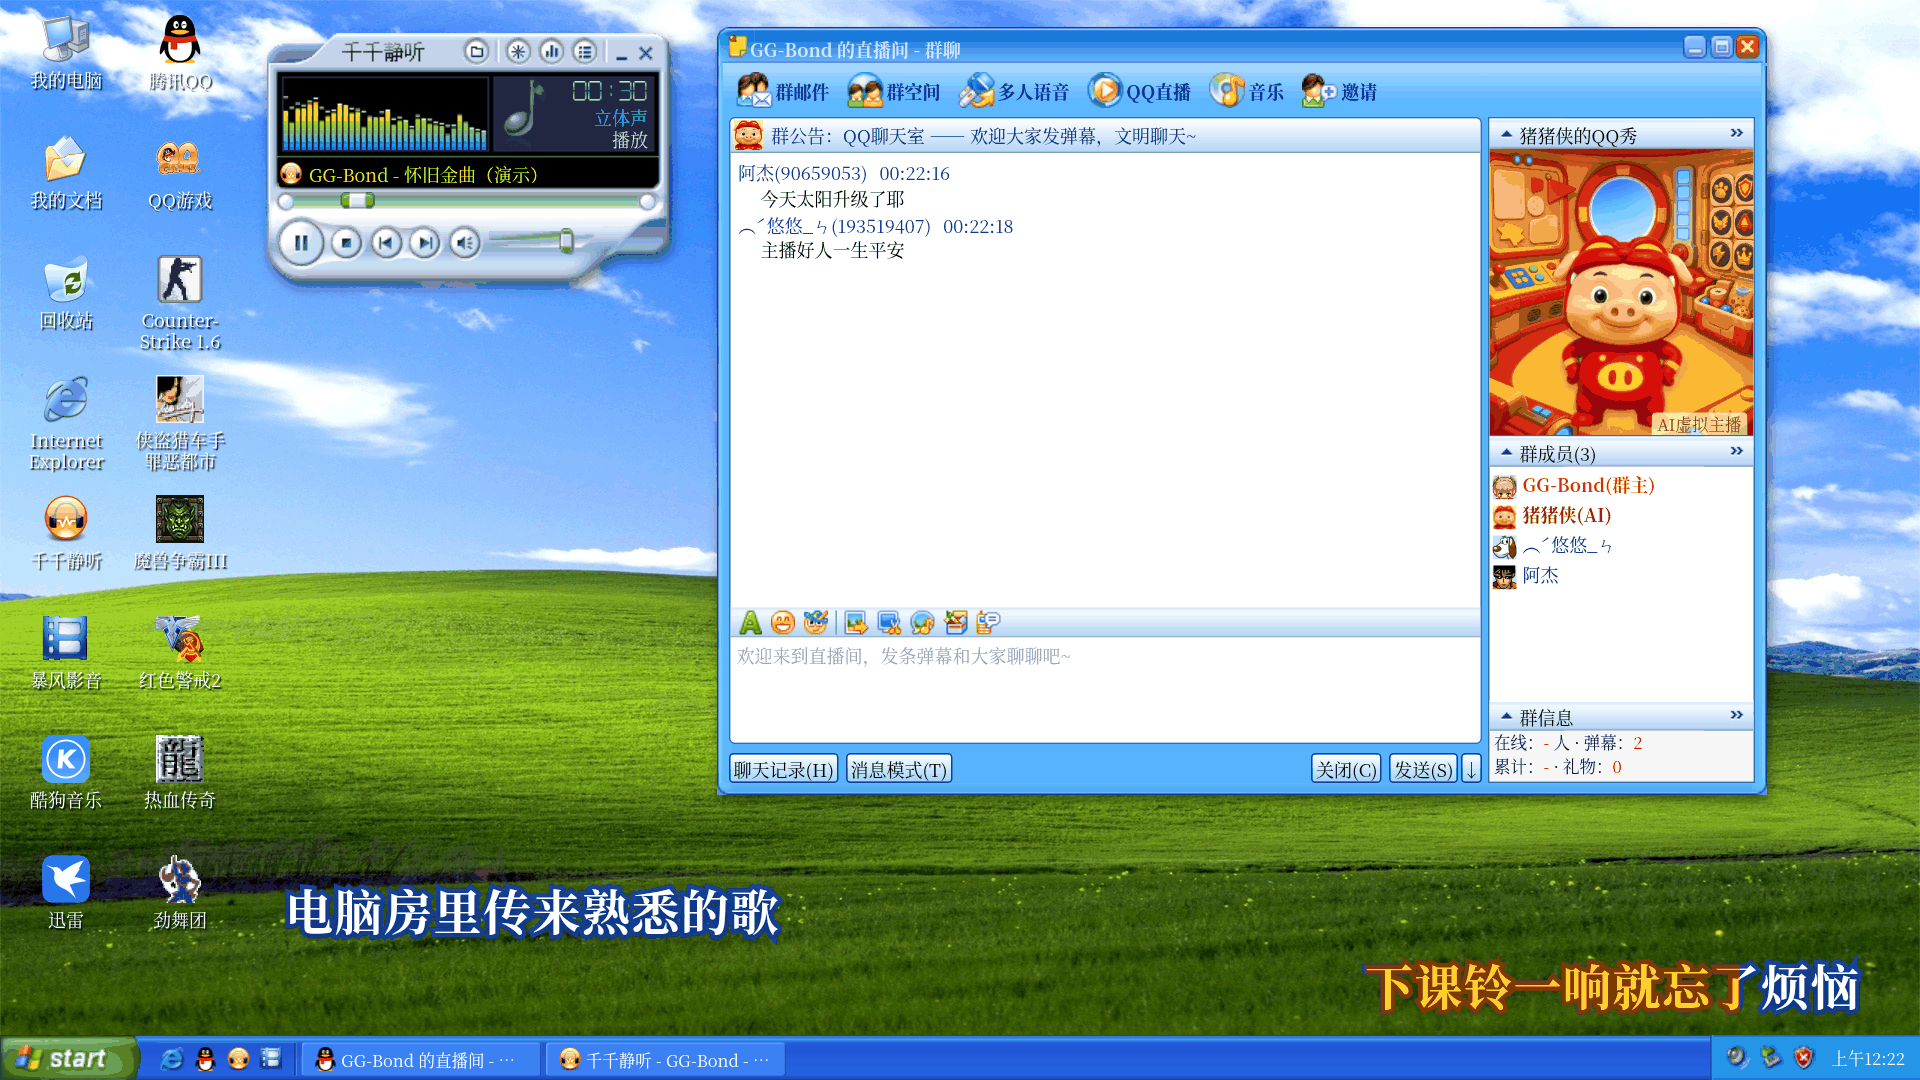 我的电脑
腾讯QQ
我的文档
QQ游戏
回收站
Counter-
Strike 1.6
Internet
Explorer
侠盗猎车手
罪恶都市
千千静听
魔兽争霸III
暴风影音
红色警戒2
酷狗音乐
热血传奇
迅雷
劲舞团
千千静听
00:30
立体声
播放
GG-Bond - 怀旧金曲（演示）
GG-Bond 的直播间 - 群聊
群邮件
群空间
多人语音
QQ直播
音乐
邀请
群公告：QQ聊天室 —— 欢迎大家发弹幕，文明聊天~
阿杰(90659053) 00:22:16
今天太阳升级了耶
︵ˊ悠悠_ㄣ(193519407) 00:22:18
主播好人一生平安
欢迎来到直播间，发条弹幕和大家聊聊吧~
聊天记录(H)
消息模式(T)
关闭(C)
发送(S)
↓
猪猪侠的QQ秀
AI虚拟主播
群成员(3)
GG-Bond(群主)
猪猪侠(AI)
︵ˊ悠悠_ㄣ
阿杰
群信息
在线：- 人 · 弹幕：2
累计：- · 礼物：0
电脑房里传来熟悉的歌
下课铃一响就忘了烦恼
start
GG-Bond 的直播间 - ···
千千静听 - GG-Bond - ···
上午12:22